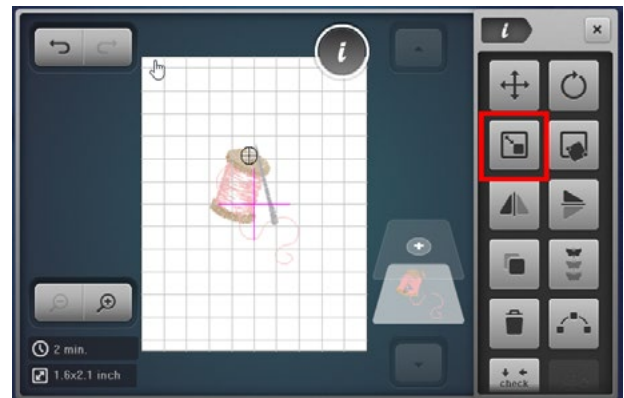 i
i
×
2 min.
1.6x2.1 inch
check